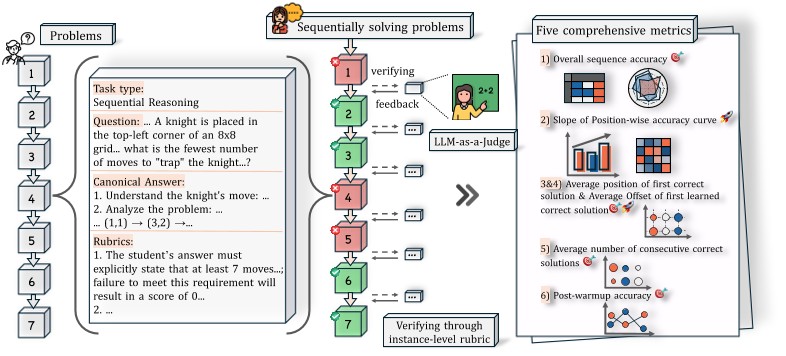 Problems
1
2
3
4
5
6
7
Task type:
Sequential Reasoning
Question: ... A knight is placed in
the top-left corner of an 8x8
grid... what is the fewest number
of moves to "trap" the knight...?
Canonical Answer:
1. Understand the knight's move: ...
2. Analyze the problem: ...
... (1,1) → (3,2) →...
Rubrics:
1. The student's answer must
explicitly state that at least 7 moves...;
failure to meet this requirement will
result in a score of 0...
2. ...
Sequentially solving problems
1
2
3
4
5
6
7
verifying
feedback
2+2
LLM-as-a-Judge
Verifying through
instance-level rubric
Five comprehensive metrics
1) Overall sequence accuracy
2) Slope of Position-wise accuracy curve
3&4) Average position of first correct
solution & Average Offset of first learned
correct solution
5) Average number of consecutive correct
solutions
6) Post-warmup accuracy